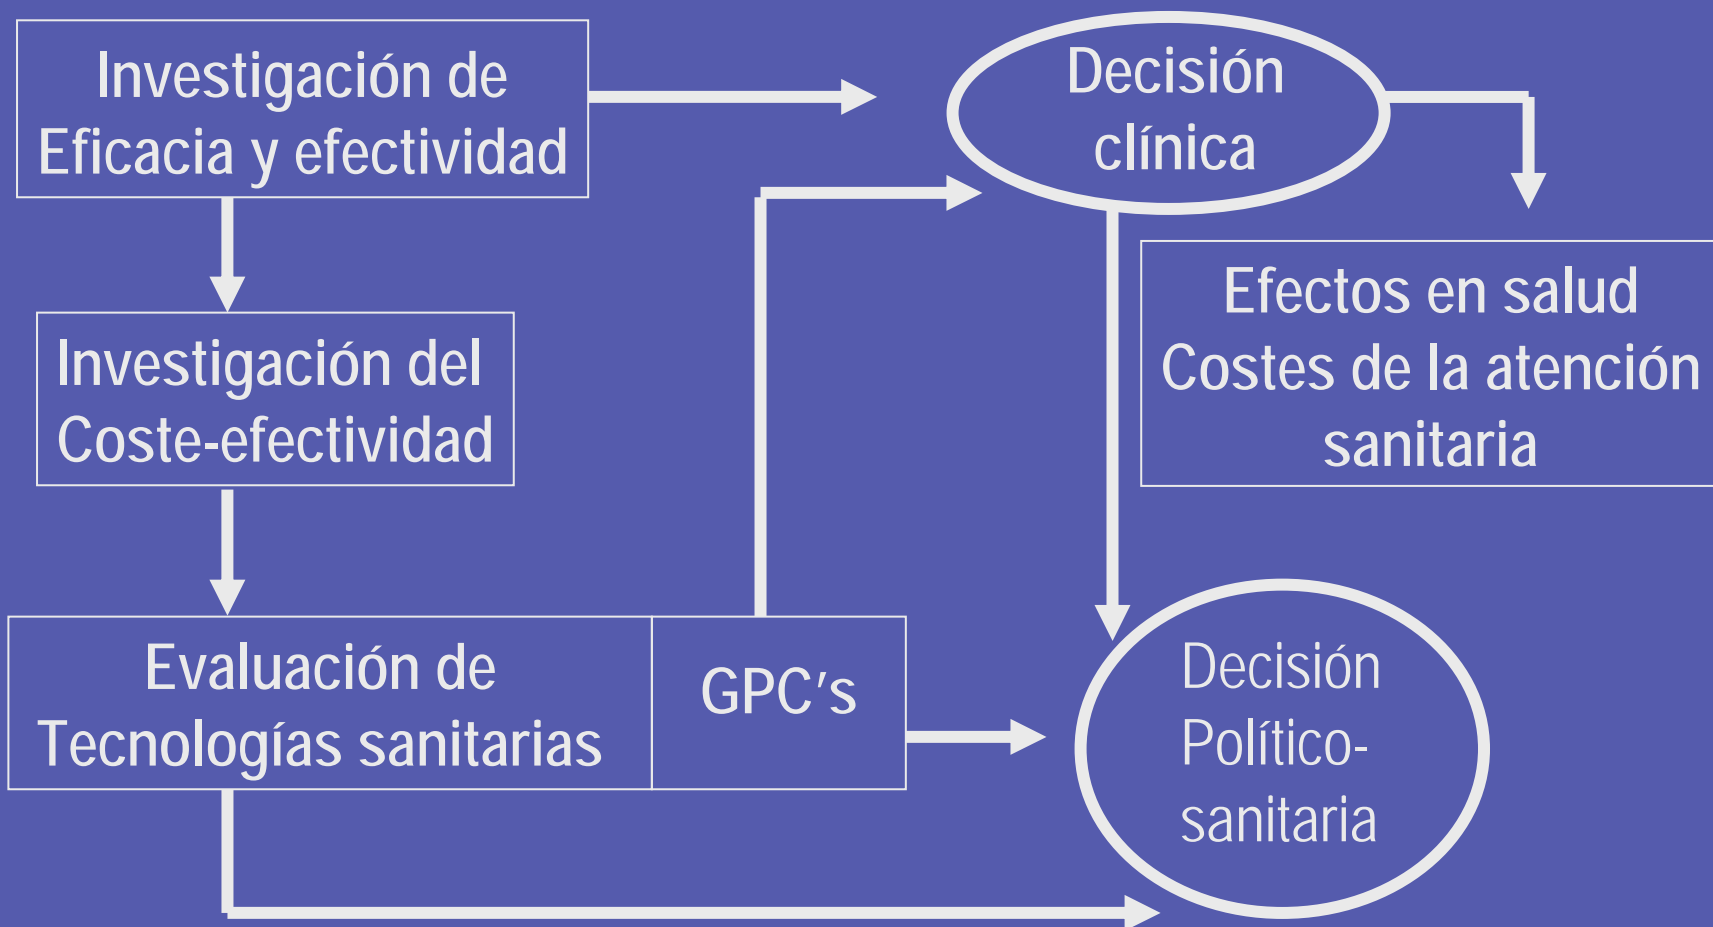 Investigación de
Eficacia y efectividad
Decisión
clínica
Efectos en salud
Costes de la atención
sanitaria
Investigación del
Coste-efectividad
Evaluación de
Tecnologías sanitarias
GPC's
Decisión
Político-
sanitaria